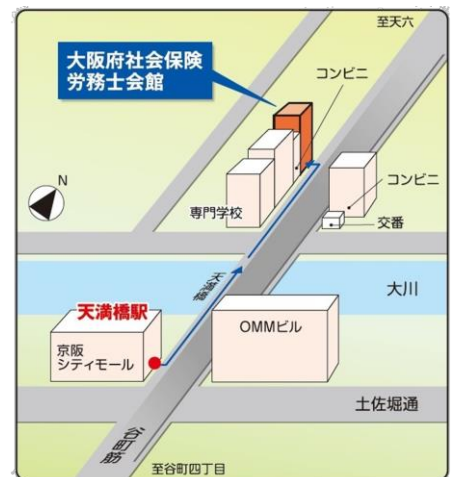 至天六
大阪府社会保険
労務士会館
コンビニ
N
専門学校
コンビニ
交番
天満橋
大川
天満橋駅
京阪
シティモール
OMMビル
土佐堀通
谷町筋
至谷町四丁目